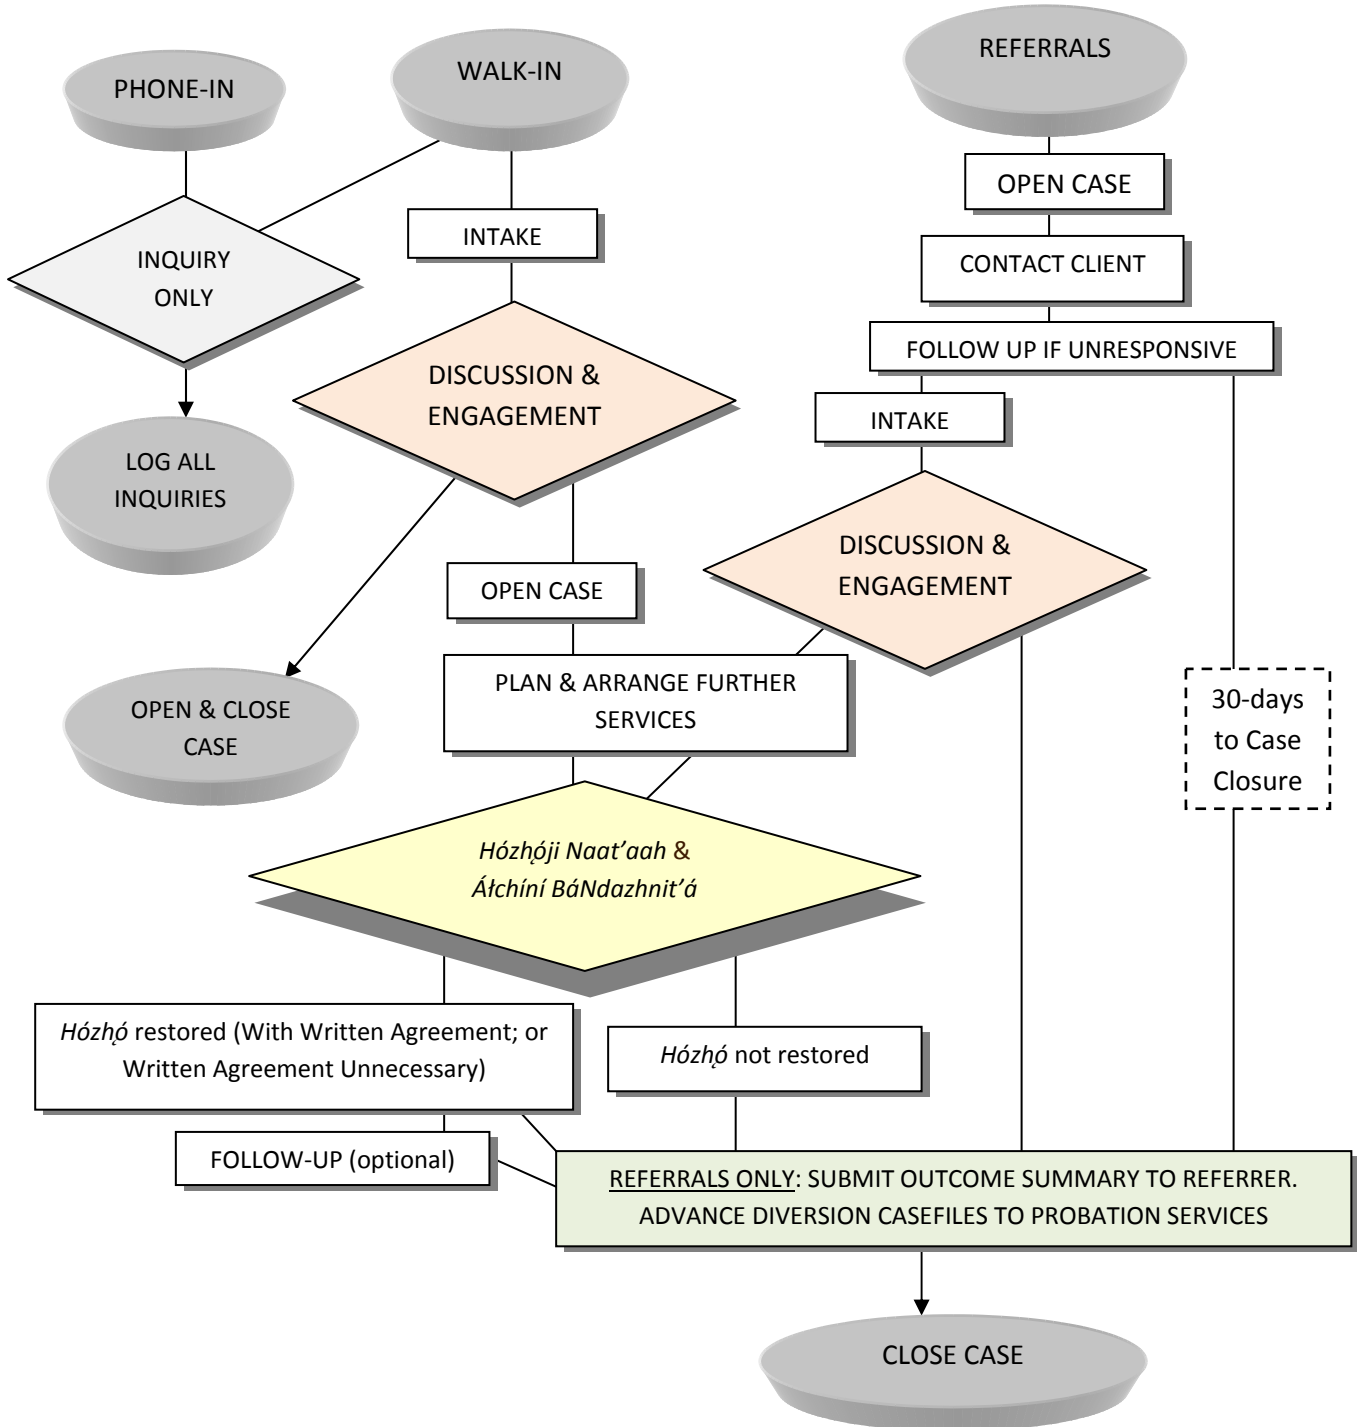 PHONE-IN
WALK-IN
REFERRALS
OPEN CASE
INQUIRY
ONLY
INTAKE
CONTACT CLIENT
FOLLOW UP IF UNRESPONSIVE
DISCUSSION &
ENGAGEMENT
INTAKE
LOG ALL
INQUIRIES
DISCUSSION &
ENGAGEMENT
OPEN CASE
PLAN & ARRANGE FURTHER
SERVICES
OPEN & CLOSE
CASE
30-days
to Case
Closure
Hózhǫ́ji Naat’aah &
Áłchíní BáNdazhnit’á
Hózhǫ́ restored (With Written Agreement; or
Written Agreement Unnecessary)
Hózhǫ́ not restored
FOLLOW-UP (optional)
REFERRALS ONLY: SUBMIT OUTCOME SUMMARY TO REFERRER.
ADVANCE DIVERSION CASEFILES TO PROBATION SERVICES
CLOSE CASE